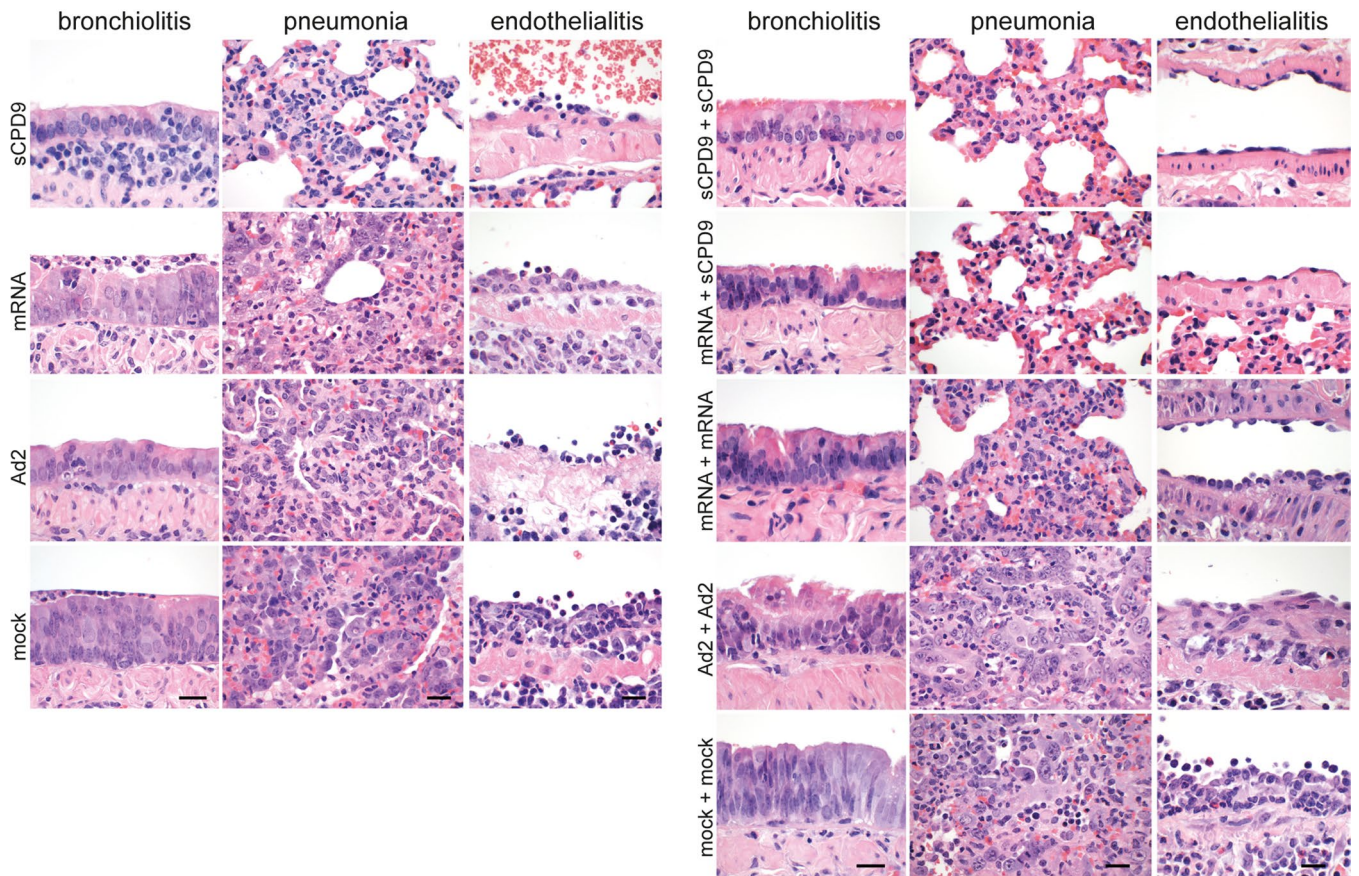 bronchiolitis pneumonia endothelialitis
sCPD9
mRNA
Ad2
mock
bronchiolitis pneumonia endothelialitis
sCPD9 + sCPD9
mRNA + sCPD9
mRNA + mRNA
Ad2 + Ad2
mock + mock